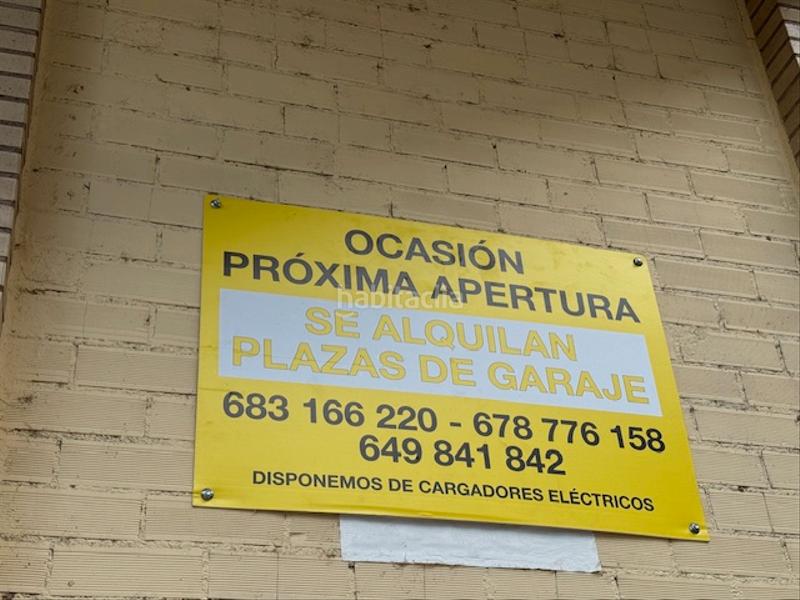 OCASIÓN
PRÓXIMA APERTURA
habitaclia
SE ALQUILAN
PLAZAS DE GARAJE
683 166 220 - 678 776 158
649 841 842
DISPONEMOS DE CARGADORES ELÉCTRICOS